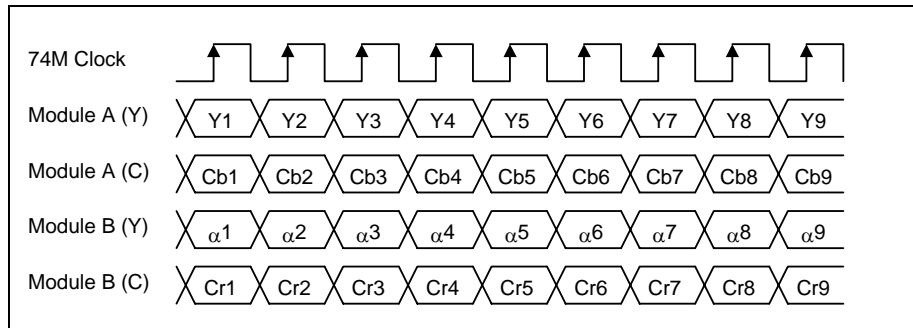 74M Clock
Module A (Y) Y1 Y2 Y3 Y4 Y5 Y6 Y7 Y8 Y9
Module A (C) Cb1 Cb2 Cb3 Cb4 Cb5 Cb6 Cb7 Cb8 Cb9
Module B (Y) α1 α2 α3 α4 α5 α6 α7 α8 α9
Module B (C) Cr1 Cr2 Cr3 Cr4 Cr5 Cr6 Cr7 Cr8 Cr9